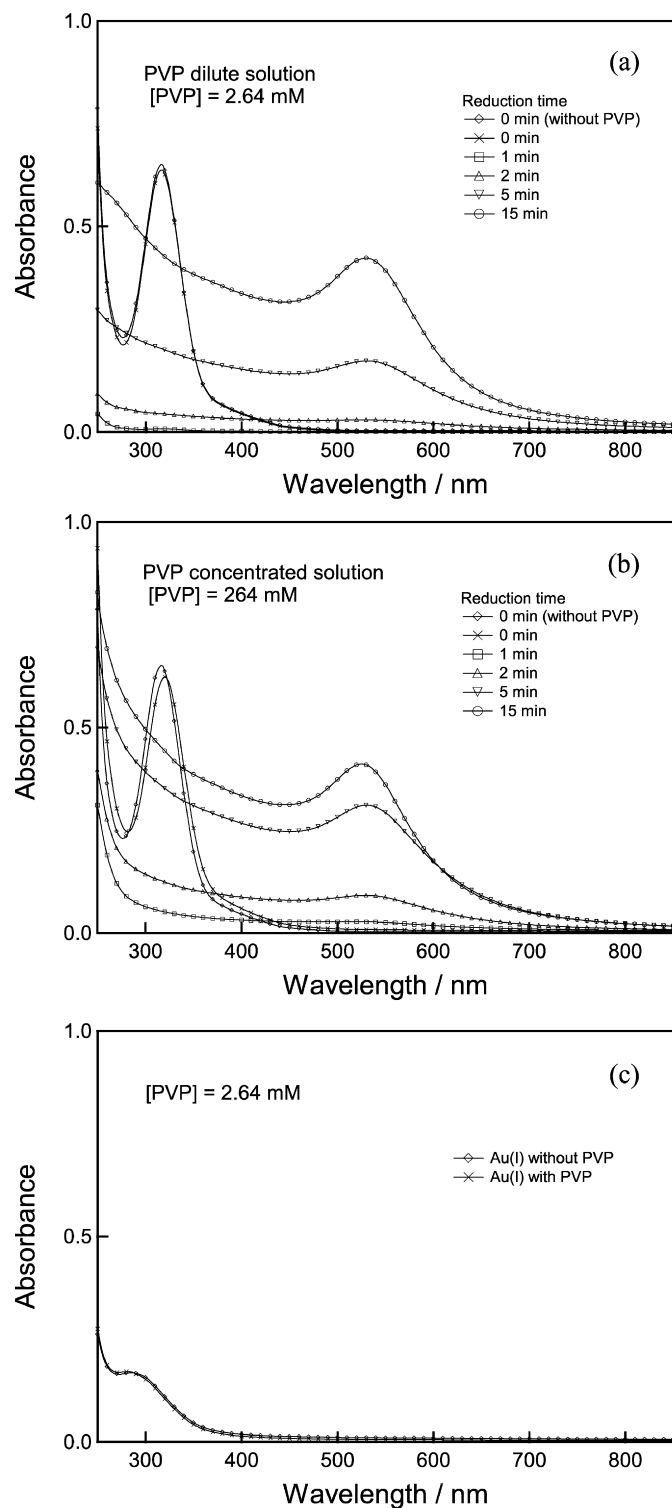 1.0
(a)
PVP dilute solution
[PVP] = 2.64 mM
Reduction time
0 min (without PVP)
0 min
1 min
2 min
5 min
15 min
Absorbance
0.5
0.0
300 400 500 600 700 800
Wavelength / nm
1.0
(b)
PVP concentrated solution
[PVP] = 264 mM
Reduction time
0 min (without PVP)
0 min
1 min
2 min
5 min
15 min
Absorbance
0.5
0.0
300 400 500 600 700 800
Wavelength / nm
1.0
(c)
[PVP] = 2.64 mM
Au(I) without PVP
Au(I) with PVP
Absorbance
0.5
0.0
300 400 500 600 700 800
Wavelength / nm